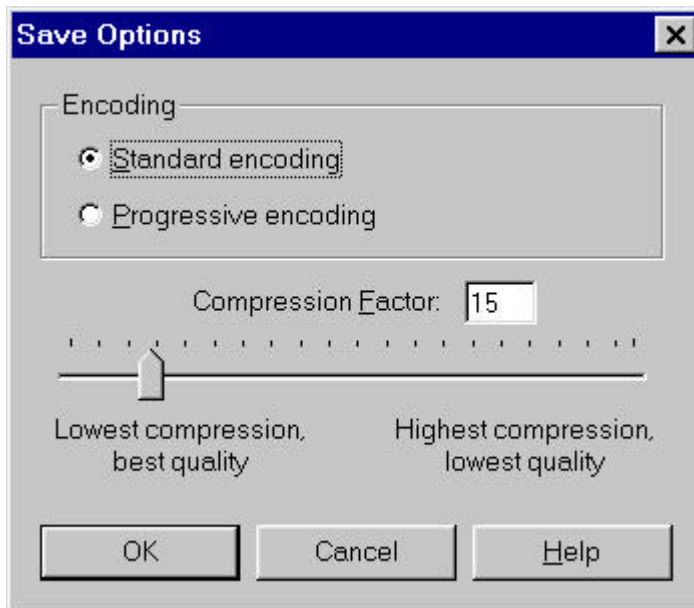 Save Options
Encoding
Standard encoding
Progressive encoding
Compression Factor: 15
Lowest compression,
best quality
Highest compression,
lowest quality
OK
Cancel
Help